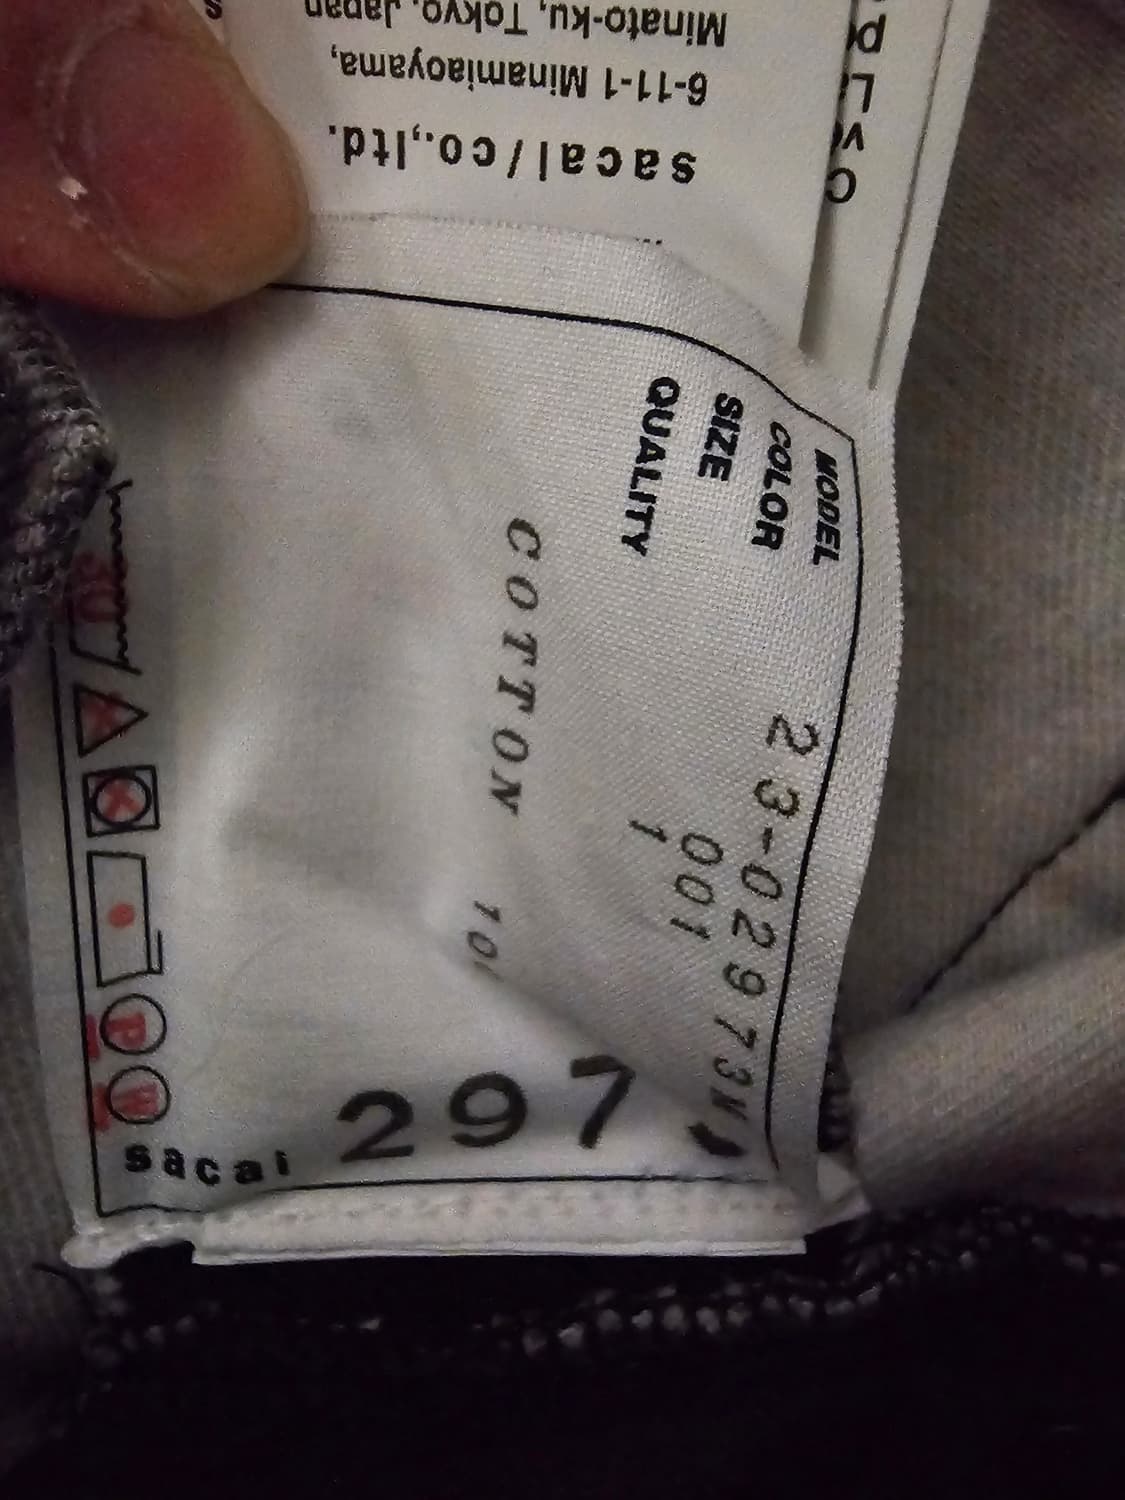 sacai/co.,ltd.
6-11-1 Minamiaoyama,
Minato-ku, Tokyo, Japan
MODEL 23-02973M
COLOR 001
SIZE 1
QUALITY
COTTON
297
sacai